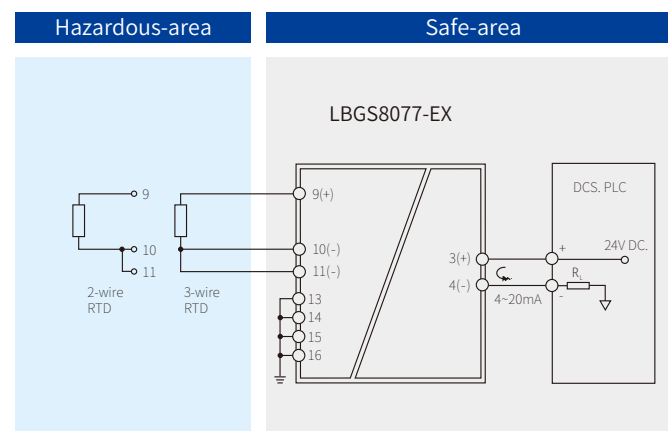 Hazardous-area
Safe-area
LBGS8077-EX
9
10
11
2-wire
RTD
3-wire
RTD
9(+)
10(-)
11(-)
13
14
15
16
3(+)
4(-)
4~20mA
DCS. PLC
+
24V DC.
RL
-